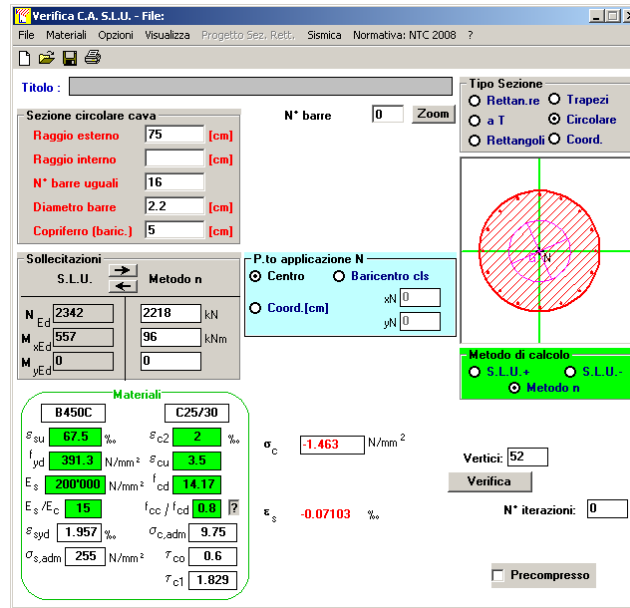 Verifica C.A. S.L.U. - File:
File Materiali Opzioni Visualizza Progetto Sez. Rett. Sismica Normativa: NTC 2008 ?
Titolo :
N° barre 0 Zoom
Tipo Sezione
Rettan.re Trapezi
a T Circolare
Rettangoli Coord.
Sezione circolare cava
Raggio esterno 75 [cm]
Raggio interno [cm]
N° barre uguali 16
Diametro barre 2.2 [cm]
Copriferro (baric.) 5 [cm]
Sollecitazioni
S.L.U. Metodo n
N Ed 2342 2218 kN
M xEd 557 96 kNm
M yEd 0 0
P.to applicazione N
Centro Baricentro cls
Coord.[cm] xN 0
yN 0
N
Metodo di calcolo
S.L.U.+ S.L.U.-
Metodo n
Materiali
B450C C25/30
εsu 67.5 ‰ εc2 2 ‰
fyd 391.3 N/mm² εcu 3.5
Es 200'000 N/mm² fcd 14.17
Es/Ec 15 fcc/fcd 0.8 ?
εsyd 1.957 ‰ σc,adm 9.75
σs,adm 255 N/mm² τco 0.6
τc1 1.829
σc -1.463 N/mm²
εs -0.07103 ‰
Vertici: 52
Verifica
N° iterazioni: 0
Precompresso